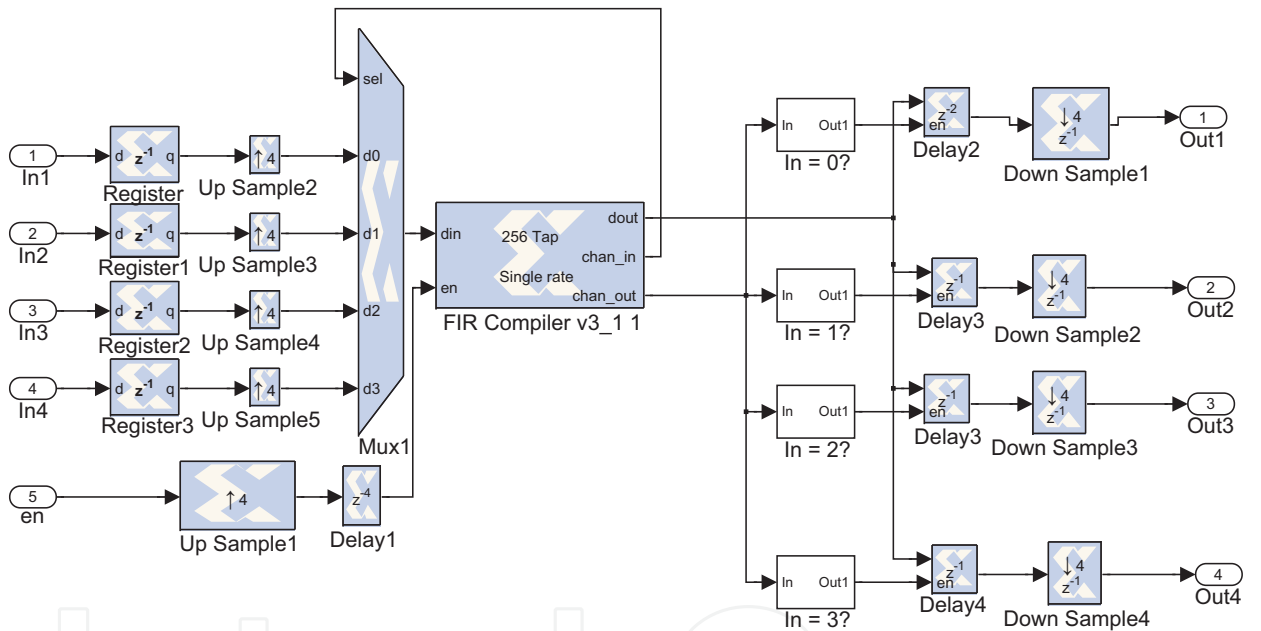 sel
1
In1
d z-1 q
Register
↑4
Up Sample2
d0
2
In2
d z-1 q
Register1
↑4
Up Sample3
d1
3
In3
d z-1 q
Register2
↑4
Up Sample4
d2
4
In4
d z-1 q
Register3
↑4
Up Sample5
d3
Mux1
5
en
↑4
Up Sample1
z-4
Delay1
din
en
256 Tap
Single rate
dout
chan_in
chan_out
FIR Compiler v3_1 1
In Out1
In = 0?
z-2
en
Delay2
↓4
z-1
Down Sample1
1
Out1
In Out1
In = 1?
z-1
en
Delay3
↓4
z-1
Down Sample2
2
Out2
In Out1
In = 2?
z-1
en
Delay3
↓4
z-1
Down Sample3
3
Out3
In Out1
In = 3?
z-1
en
Delay4
↓4
z-1
Down Sample4
4
Out4